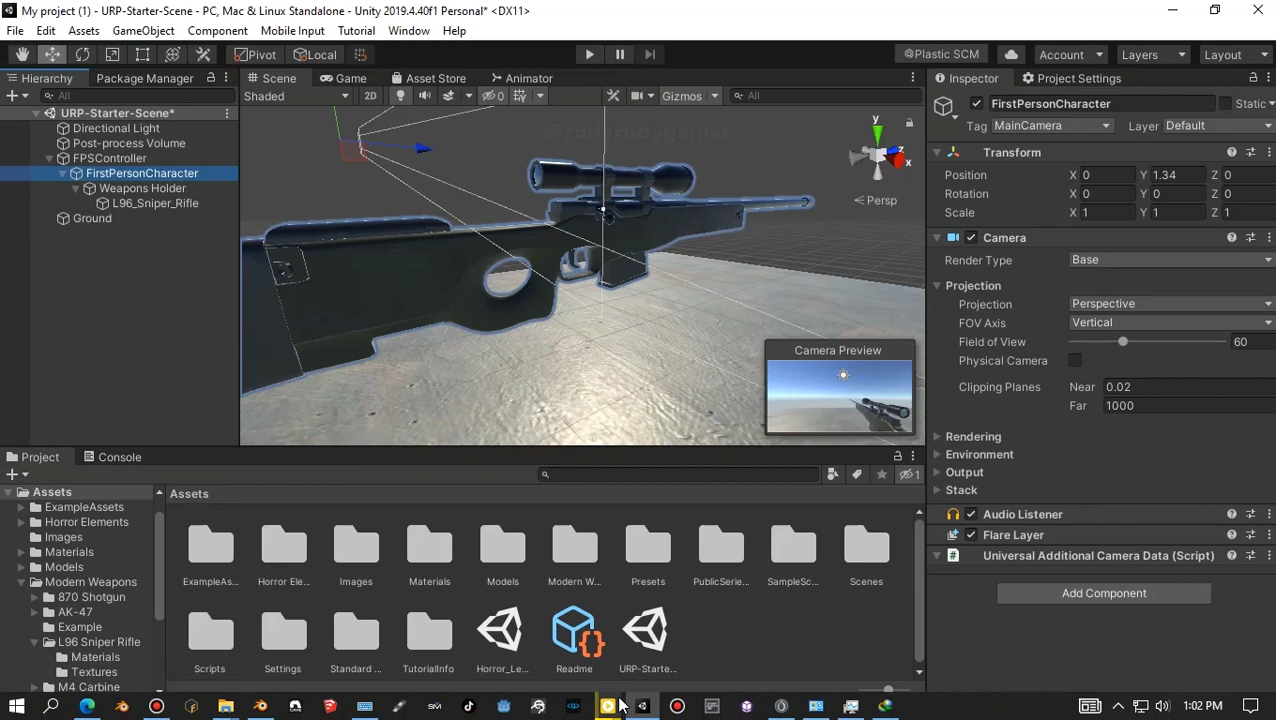 My project (1) - URP-Starter-Scene - PC, Mac & Linux Standalone - Unity 2019.4.40f1 Personal* <DX11>
File Edit Assets GameObject Component Mobile Input Tutorial Window Help
Pivot Local Plastic SCM Account Layers Layout
Hierarchy Package Manager Scene Game Asset Store Animator Inspector Project Settings
All Shaded 2D 0 Gizmos All FirstPersonCharacter Static
URP-Starter-Scene*
Directional Light
Post-process Volume
FPSController
FirstPersonCharacter
Weapons Holder
L96_Sniper_Rifle
Ground
@ruderudygames
y
z
x
Persp
Camera Preview
Tag MainCamera Layer Default
Transform
Position X 0 Y 1.34 Z 0
Rotation X 0 Y 0 Z 0
Scale X 1 Y 1 Z 1
Camera
Render Type Base
Projection
Projection Perspective
FOV Axis Vertical
Field of View 60
Physical Camera
Clipping Planes Near 0.02
Far 1000
Rendering
Environment
Output
Stack
Audio Listener
Flare Layer
# Universal Additional Camera Data (Script)
Add Component
Project Console
1
Assets
ExampleAssets
Horror Elements
Images
Materials
Models
Modern Weapons
870 Shotgun
AK-47
Example
L96 Sniper Rifle
Materials
Textures
M4 Carbine
Assets
ExampleAs... Horror Ele... Images Materials Models Modern W... Presets PublicSerie... SampleSc... Scenes
Scripts Settings Standard ... TutorialInfo Horror_Le... Readme URP-Starte...
1:02 PM